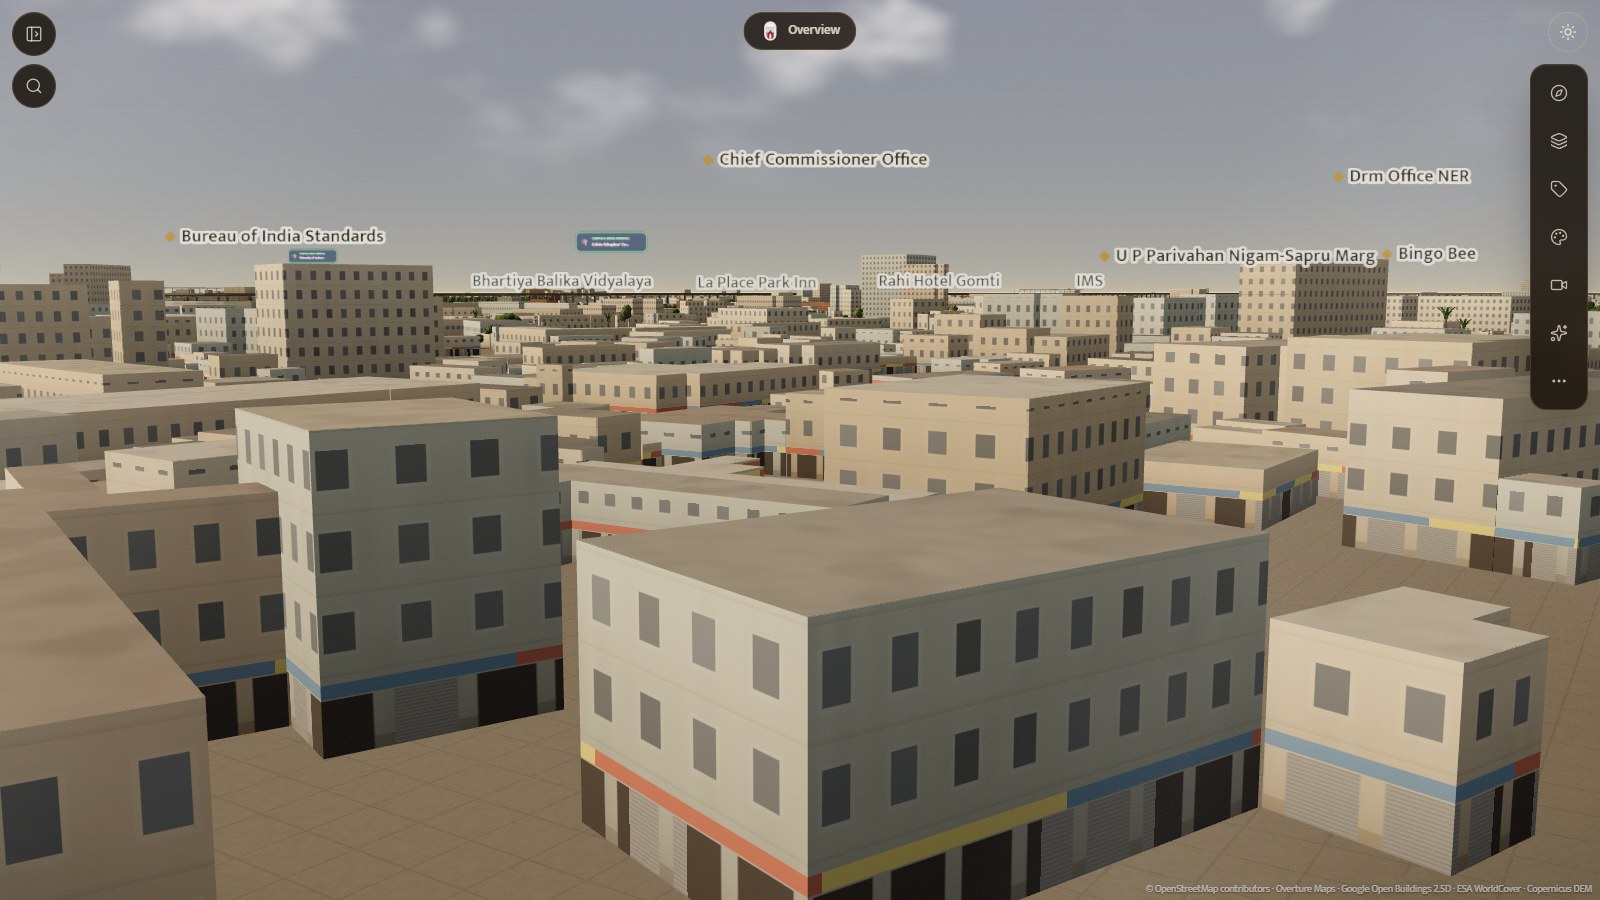 Overview
Chief Commissioner Office
Drm Office NER
Bureau of India Standards
U P Parivahan Nigam-Sapru Marg
Bingo Bee
Bhartiya Balika Vidyalaya
La Place Park Inn
Rahi Hotel Gomti
IMS
© OpenStreetMap contributors · Overture Maps · Google Open Buildings 2.5D · ESA WorldCover · Copernicus DEM